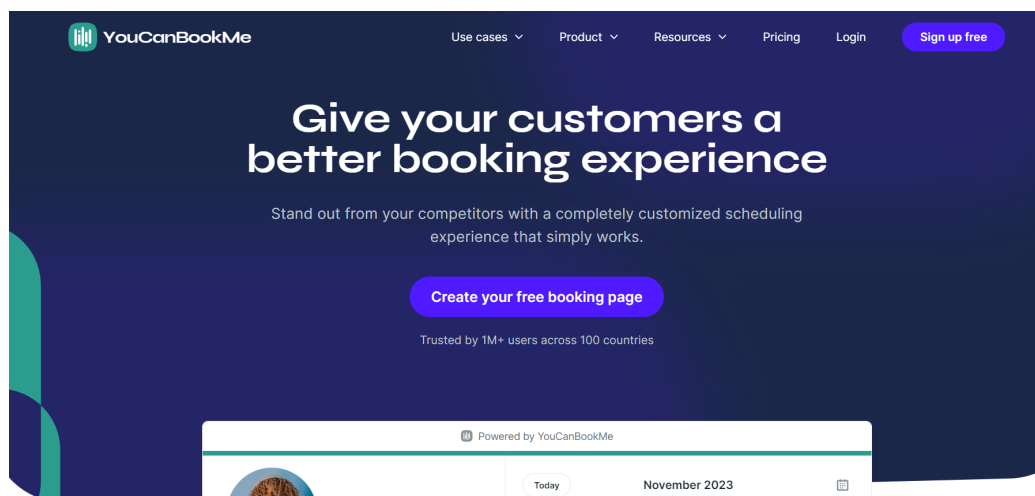 YouCanBookMe
Use cases
Product
Resources
Pricing
Login
Sign up free
Give your customers a
better booking experience
Stand out from your competitors with a completely customized scheduling
experience that simply works.
Create your free booking page
Trusted by 1M+ users across 100 countries
Powered by YouCanBookMe
Today
November 2023